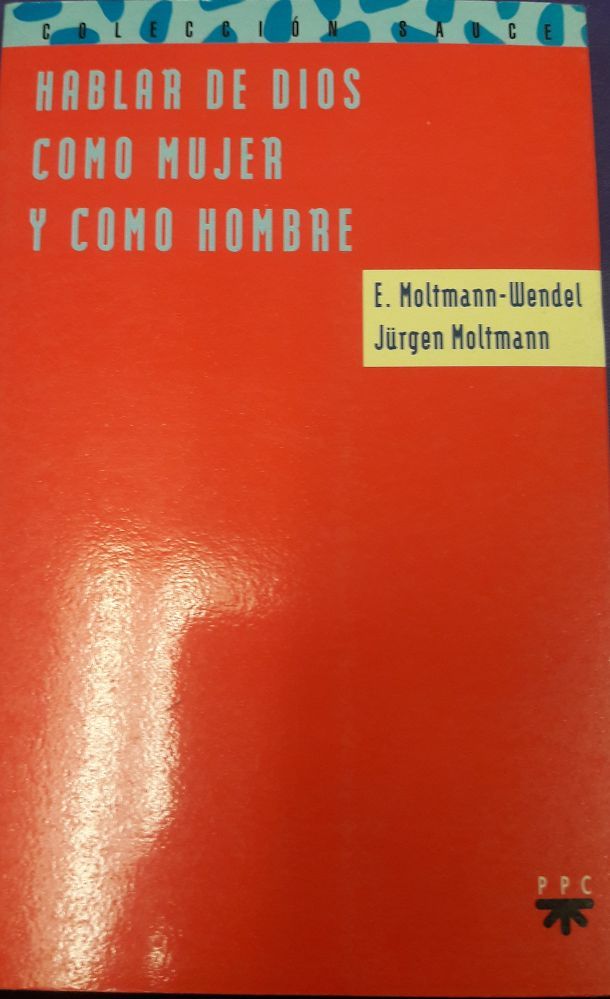 COLECCIÓN SAUCE
HABLAR DE DIOS
COMO MUJER
Y COMO HOMBRE
E. Moltmann-Wendel
Jürgen Moltmann
PPC